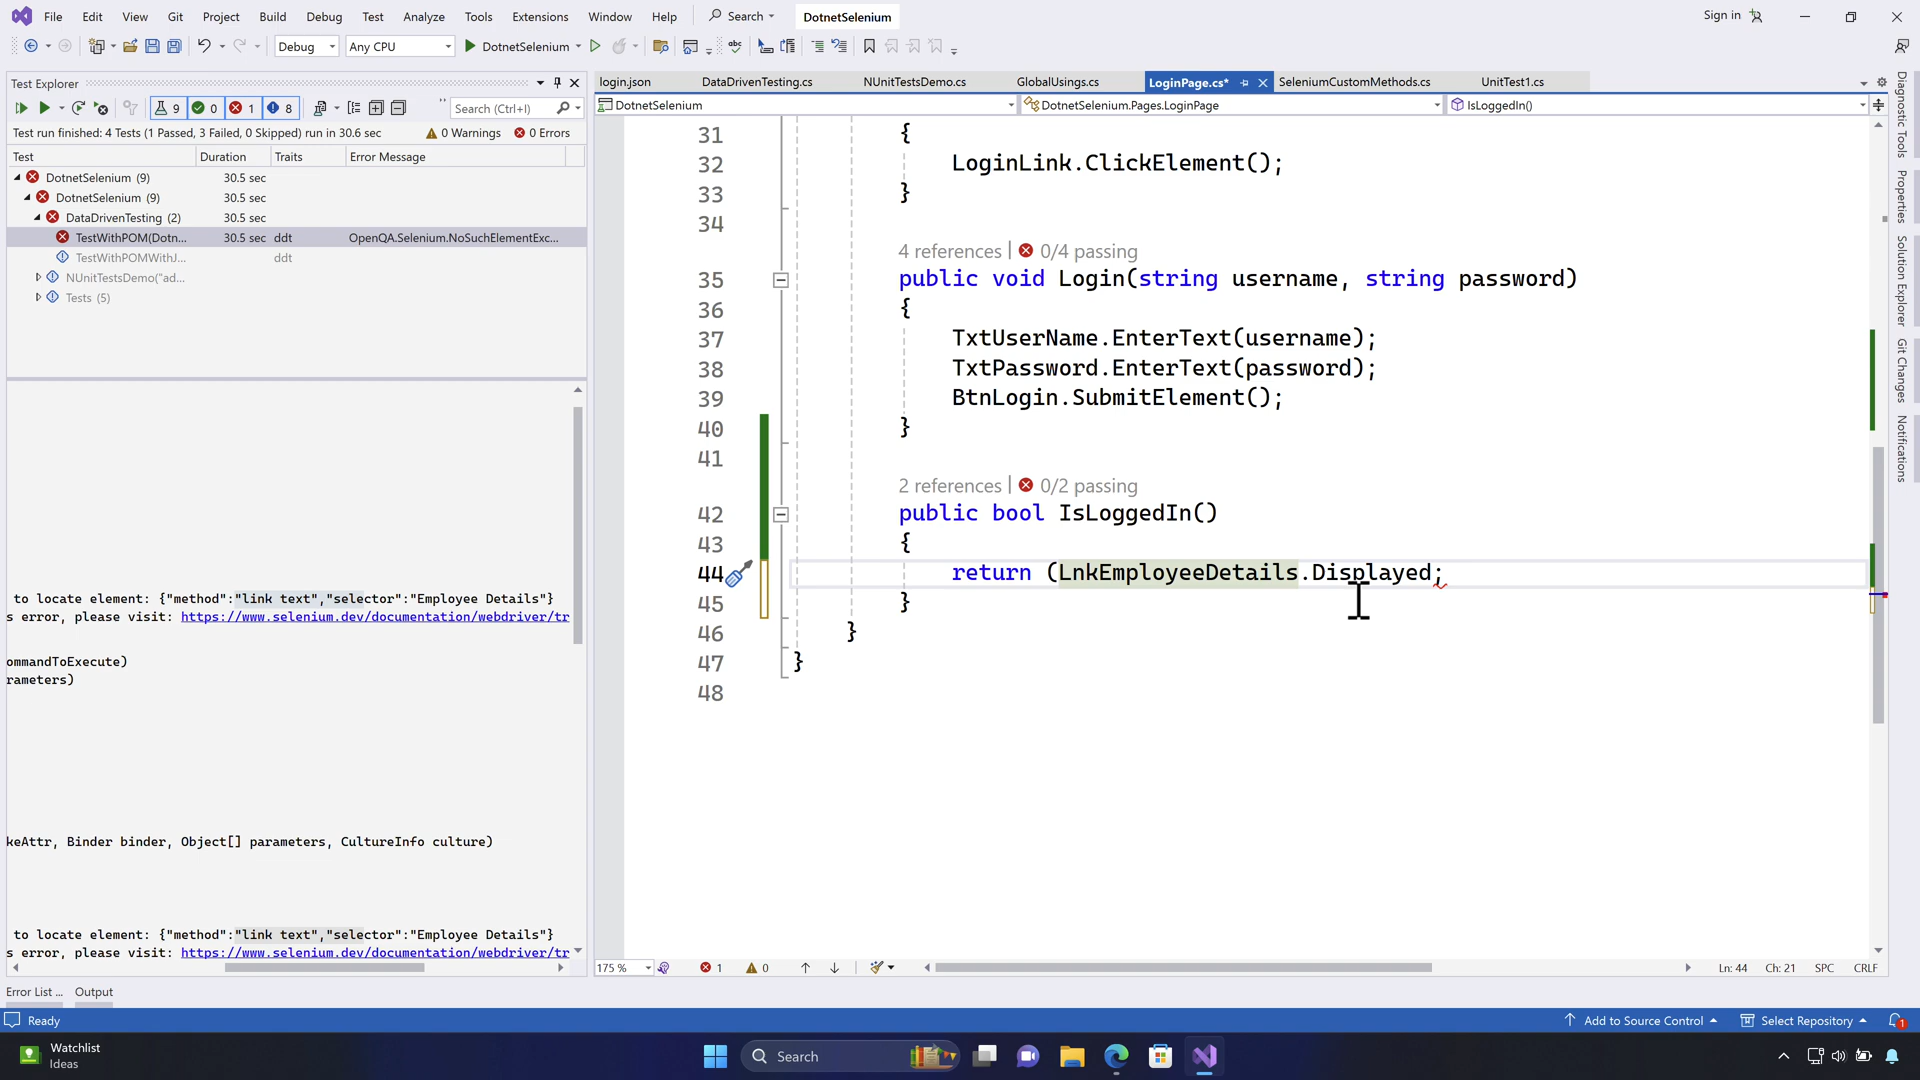 File Edit View Git Project Build Debug Test Analyze Tools Extensions Window Help Search DotnetSelenium Sign in
Debug Any CPU DotnetSelenium
Test Explorer
9 0 1 8 Search (Ctrl+I)
Test run finished: 4 Tests (1 Passed, 3 Failed, 0 Skipped) run in 30.6 sec 0 Warnings 0 Errors
Test Duration Traits Error Message
DotnetSelenium (9) 30.5 sec
DotnetSelenium (9) 30.5 sec
DataDrivenTesting (2) 30.5 sec
TestWithPOM(Dotn... 30.5 sec ddt OpenQA.Selenium.NoSuchElementExc...
TestWithPOMWithJ... ddt
NUnitTestsDemo("ad...
Tests (5)
to locate element: {"method":"link text","selector":"Employee Details"}
s error, please visit: https://www.selenium.dev/documentation/webdriver/tr
ommandToExecute)
rameters)
keAttr, Binder binder, Object[] parameters, CultureInfo culture)
to locate element: {"method":"link text","selector":"Employee Details"}
s error, please visit: https://www.selenium.dev/documentation/webdriver/tr
login.json DataDrivenTesting.cs NUnitTestsDemo.cs GlobalUsings.cs LoginPage.cs* SeleniumCustomMethods.cs UnitTest1.cs
DotnetSelenium DotnetSelenium.Pages.LoginPage IsLoggedIn()
31 {
32 LoginLink.ClickElement();
33 }
34
4 references | 0/4 passing
35 public void Login(string username, string password)
36 {
37 TxtUserName.EnterText(username);
38 TxtPassword.EnterText(password);
39 BtnLogin.SubmitElement();
40 }
41
2 references | 0/2 passing
42 public bool IsLoggedIn()
43 {
44 return (LnkEmployeeDetails.Displayed;
45 }
46 }
47 }
48
175 % 1 0 Ln: 44 Ch: 21 SPC CRLF
Diagnostic Tools
Properties
Solution Explorer
Git Changes
Notifications
Error List ... Output
Ready Add to Source Control Select Repository 1
Watchlist
Ideas
Search